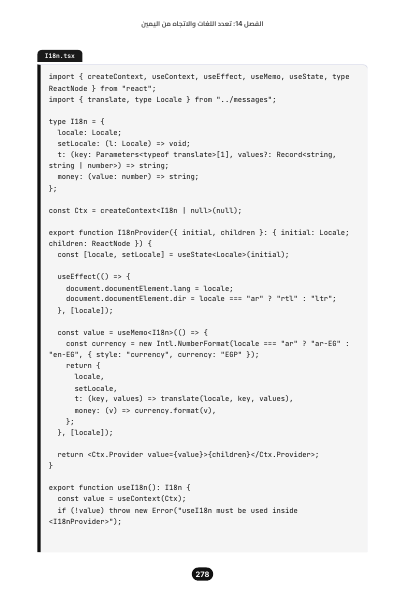 الفصل 14: تعدد اللغات والاتجاه من اليمين
I18n.tsx
import { createContext, useContext, useEffect, useMemo, useState, type
ReactNode } from "react";
import { translate, type Locale } from "../messages";
type I18n = {
  locale: Locale;
  setLocale: (l: Locale) => void;
  t: (key: Parameters<typeof translate>[1], values?: Record<string,
string | number>) => string;
  money: (value: number) => string;
};
const Ctx = createContext<I18n | null>(null);
export function I18nProvider({ initial, children }: { initial: Locale;
children: ReactNode }) {
  const [locale, setLocale] = useState<Locale>(initial);
  useEffect(() => {
    document.documentElement.lang = locale;
    document.documentElement.dir = locale === "ar" ? "rtl" : "ltr";
  }, [locale]);
  const value = useMemo<I18n>(() => {
    const currency = new Intl.NumberFormat(locale === "ar" ? "ar-EG" :
"en-EG", { style: "currency", currency: "EGP" });
    return {
      locale,
      setLocale,
      t: (key, values) => translate(locale, key, values),
      money: (v) => currency.format(v),
    };
  }, [locale]);
  return <Ctx.Provider value={value}>{children}</Ctx.Provider>;
}
export function useI18n(): I18n {
  const value = useContext(Ctx);
  if (!value) throw new Error("useI18n must be used inside
<I18nProvider>");
278